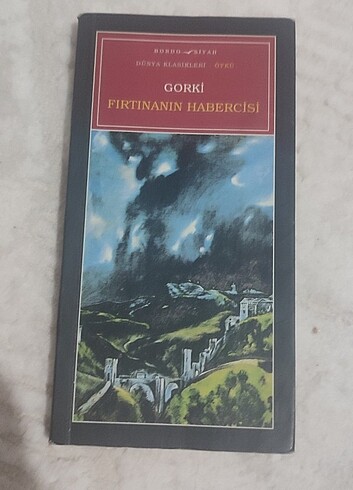 BORDO SİYAH
DÜNYA KLASİKLERİ ÖYKÜ
GORKİ
FIRTINANIN HABERCİSİ